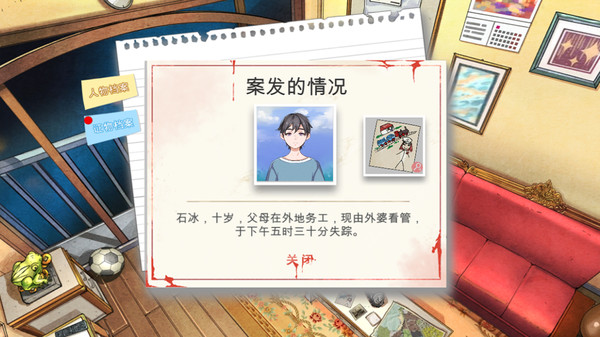 案发的情况
人物档案
证物档案
石冰，十岁，父母在外地务工，现由外婆看管，
于下午五时三十分失踪。
关闭